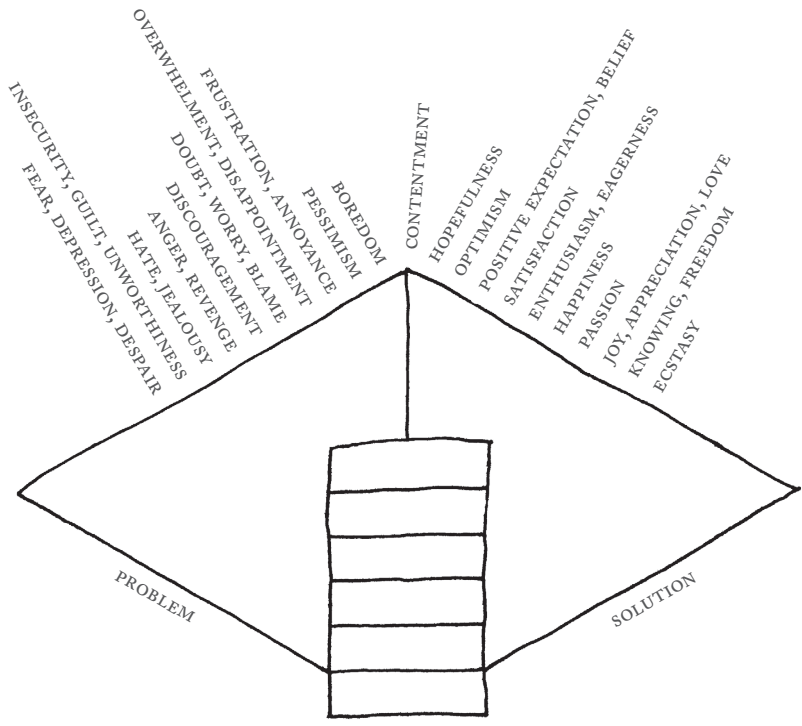 FEAR, DEPRESSION, DESPAIR
INSECURITY, GUILT, UNWORTHINESS
HATE, JEALOUSY
ANGER, REVENGE
DISCOURAGEMENT
DOUBT, WORRY, BLAME
OVERWHELMENT, DISAPPOINTMENT
FRUSTRATION, ANNOYANCE
PESSIMISM
BOREDOM
CONTENTMENT
HOPEFULNESS
OPTIMISM
POSITIVE EXPECTATION, BELIEF
SATISFACTION
ENTHUSIASM, EAGERNESS
HAPPINESS
PASSION
JOY, APPRECIATION, LOVE
KNOWING, FREEDOM
ECSTASY
PROBLEM
SOLUTION